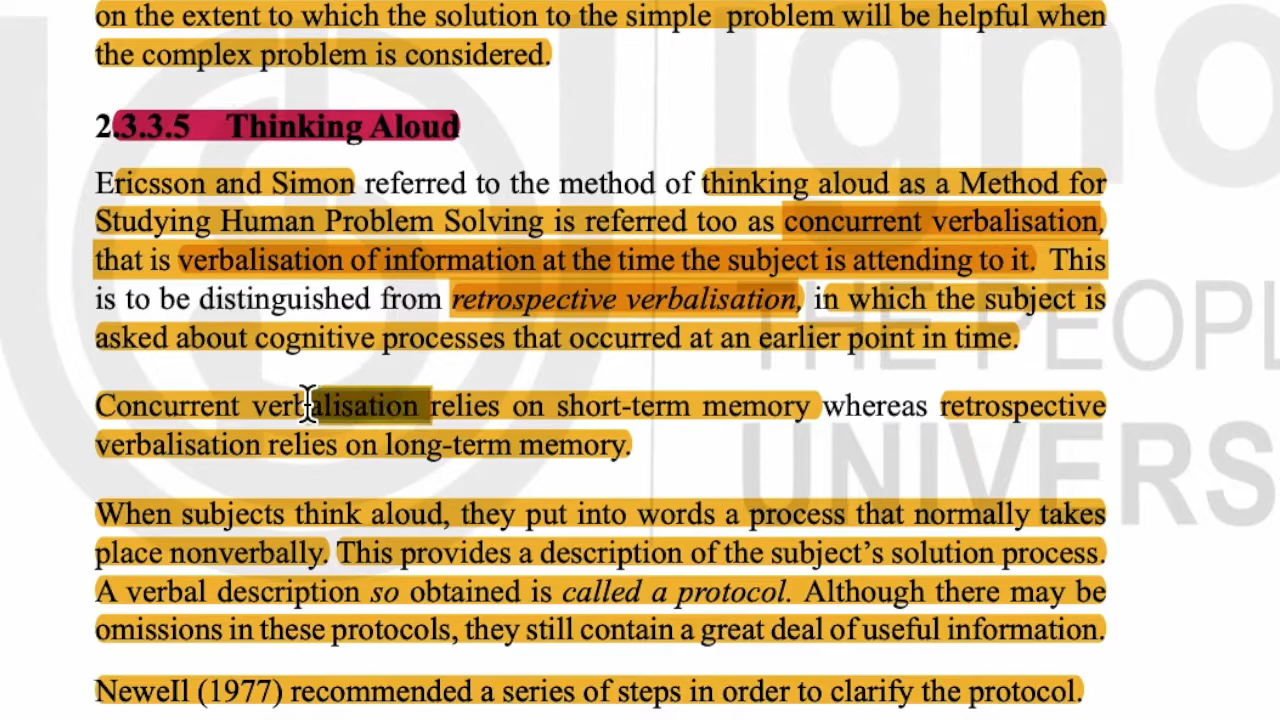 on the extent to which the solution to the simple problem will be helpful when
the complex problem is considered.
2.3.3.5 Thinking Aloud
Ericsson and Simon referred to the method of thinking aloud as a Method for
Studying Human Problem Solving is referred too as concurrent verbalisation,
that is verbalisation of information at the time the subject is attending to it. This
is to be distinguished from retrospective verbalisation, in which the subject is
asked about cognitive processes that occurred at an earlier point in time.
Concurrent verbalisation relies on short-term memory whereas retrospective
verbalisation relies on long-term memory.
When subjects think aloud, they put into words a process that normally takes
place nonverbally. This provides a description of the subject's solution process.
A verbal description so obtained is called a protocol. Although there may be
omissions in these protocols, they still contain a great deal of useful information.
NeweIl (1977) recommended a series of steps in order to clarify the protocol.
igno
THE PEOPL
UNIVERS